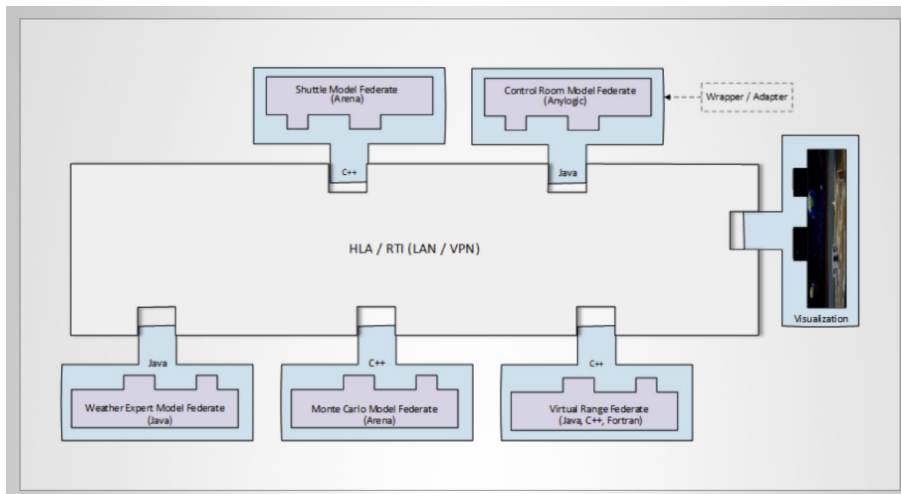 Shuttle Model Federate
(Arena)
Control Room Model Federate
(Anylogic)
Wrapper / Adapter
C++
Java
HLA / RTI (LAN / VPN)
Visualization
Java
C++
C++
Weather Expert Model Federate
(Java)
Monte Carlo Model Federate
(Arena)
Virtual Range Federate
(Java, C++, Fortran)